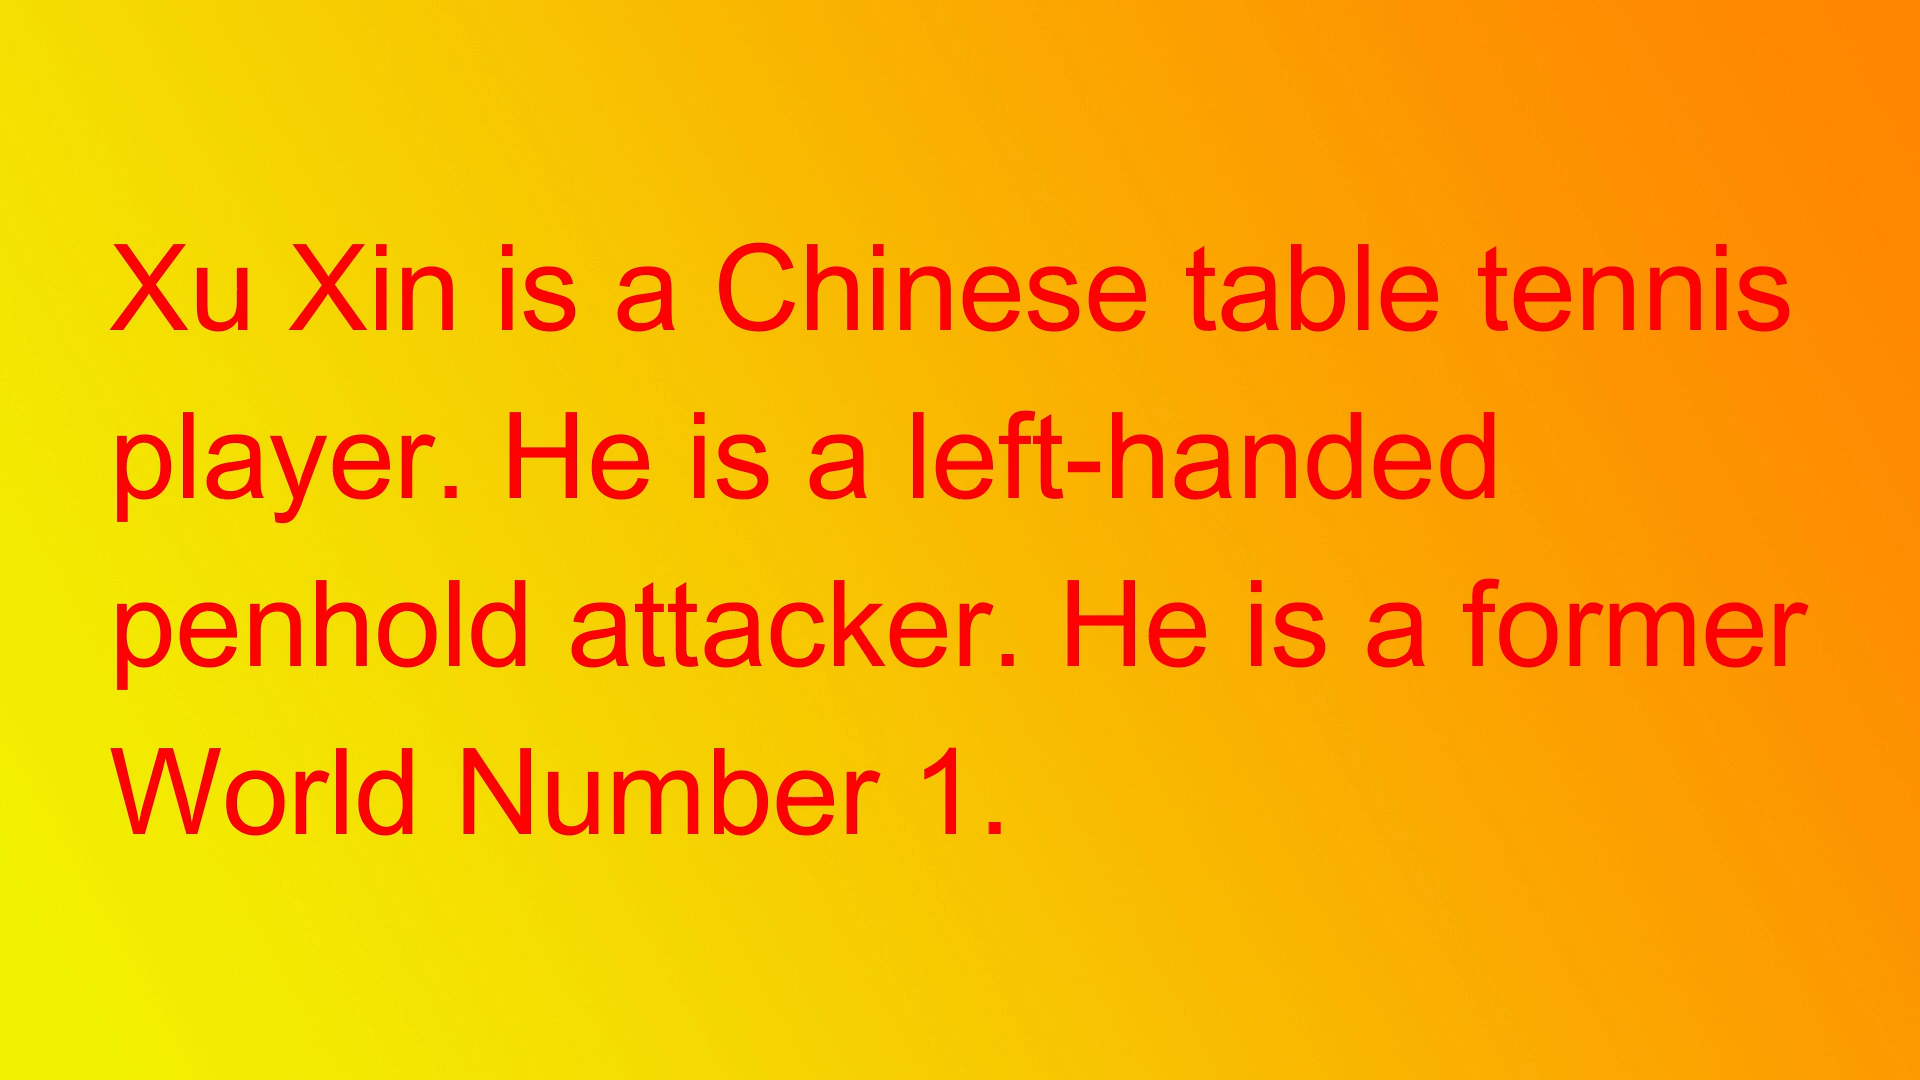 Xu Xin is a Chinese table tennis
player. He is a left-handed
penhold attacker. He is a former
World Number 1.